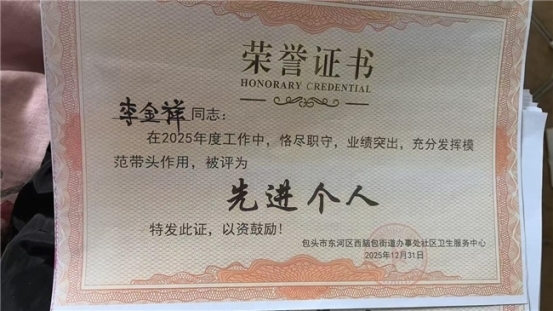 荣誉证书
HONORARY CREDENTIAL
李金祥同志：
在2025年度工作中，恪尽职守，业绩突出，充分发挥模
范带头作用，被评为
先进个人
特发此证，以资鼓励！
包头市东河区西脑包街道办事处社区卫生服务中心
2025年12月31日